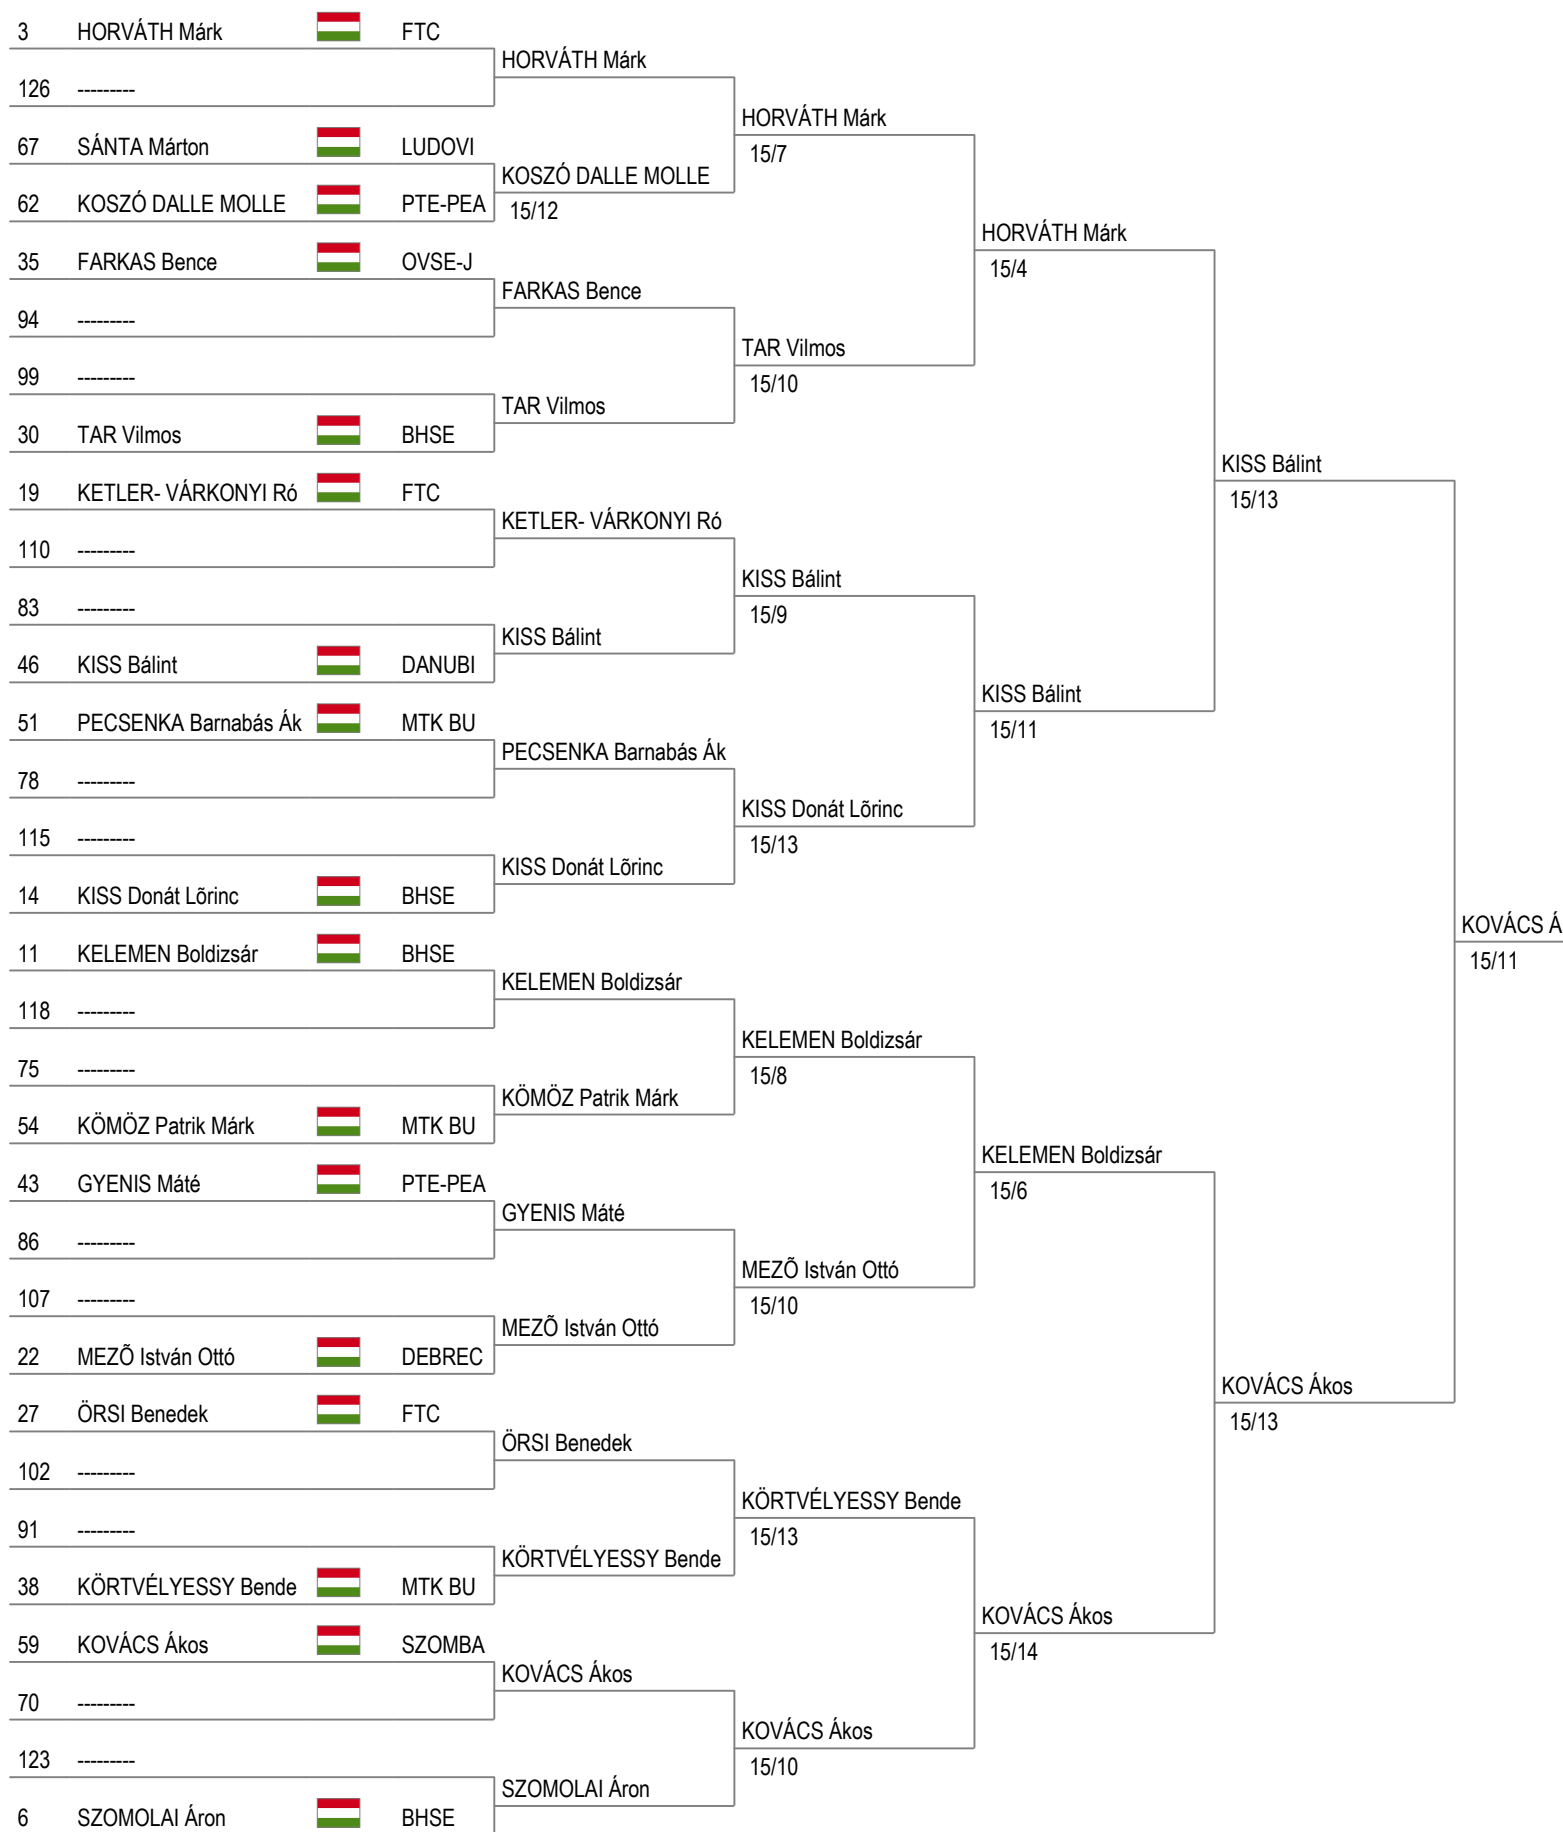 3 HORVÁTH Márk FTC
HORVÁTH Márk
126 ---------
HORVÁTH Márk
67 SÁNTA Márton LUDOVI
15/7
KOSZÓ DALLE MOLLE
62 KOSZÓ DALLE MOLLE PTE-PEA
15/12
HORVÁTH Márk
35 FARKAS Bence OVSE-J
15/4
FARKAS Bence
94 ---------
TAR Vilmos
99 ---------
15/10
TAR Vilmos
30 TAR Vilmos BHSE
KISS Bálint
19 KETLER- VÁRKONYI Ró FTC
15/13
KETLER- VÁRKONYI Ró
110 ---------
KISS Bálint
83 ---------
15/9
KISS Bálint
46 KISS Bálint DANUBI
KISS Bálint
51 PECSENKA Barnabás Ák MTK BU
15/11
PECSENKA Barnabás Ák
78 ---------
KISS Donát Lõrinc
115 ---------
15/13
KISS Donát Lõrinc
14 KISS Donát Lõrinc BHSE
KOVÁCS Á
11 KELEMEN Boldizsár BHSE
15/11
KELEMEN Boldizsár
118 ---------
KELEMEN Boldizsár
75 ---------
15/8
KÖMÖZ Patrik Márk
54 KÖMÖZ Patrik Márk MTK BU
KELEMEN Boldizsár
43 GYENIS Máté PTE-PEA
15/6
GYENIS Máté
86 ---------
MEZÕ István Ottó
107 ---------
15/10
MEZÕ István Ottó
22 MEZÕ István Ottó DEBREC
KOVÁCS Ákos
27 ÖRSI Benedek FTC
15/13
ÖRSI Benedek
102 ---------
KÖRTVÉLYESSY Bende
91 ---------
15/13
KÖRTVÉLYESSY Bende
38 KÖRTVÉLYESSY Bende MTK BU
KOVÁCS Ákos
59 KOVÁCS Ákos SZOMBA
15/14
KOVÁCS Ákos
70 ---------
KOVÁCS Ákos
123 ---------
15/10
SZOMOLAI Áron
6 SZOMOLAI Áron BHSE